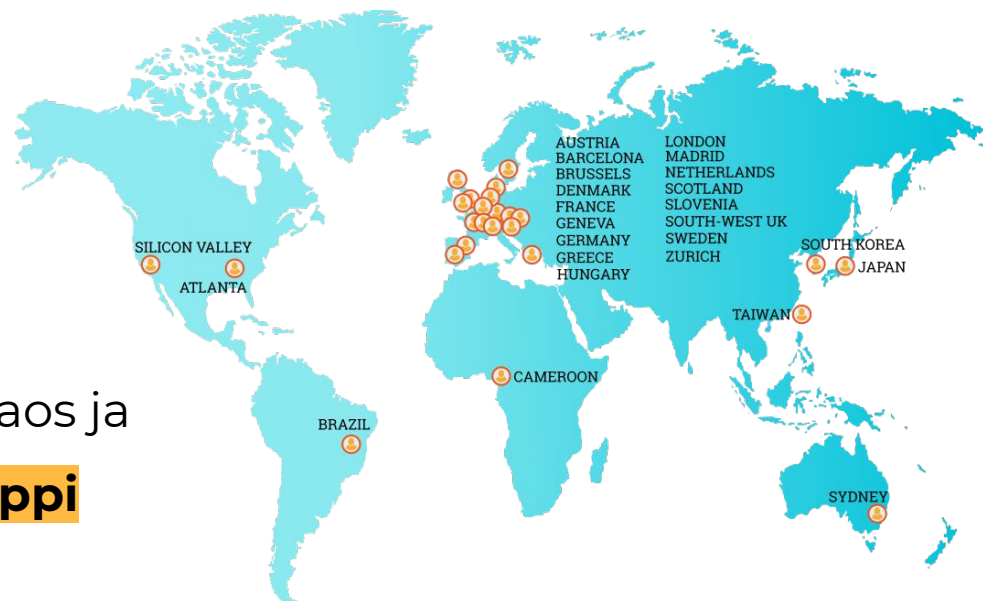 AUSTRIA
BARCELONA
BRUSSELS
DENMARK
FRANCE
GENEVA
GERMANY
GREECE
HUNGARY
LONDON
MADRID
NETHERLANDS
SCOTLAND
SLOVENIA
SOUTH-WEST UK
SWEDEN
ZURICH
SILICON VALLEY
ATLANTA
SOUTH KOREA
JAPAN
TAIWAN
CAMEROON
BRAZIL
SYDNEY
aos ja
ppi